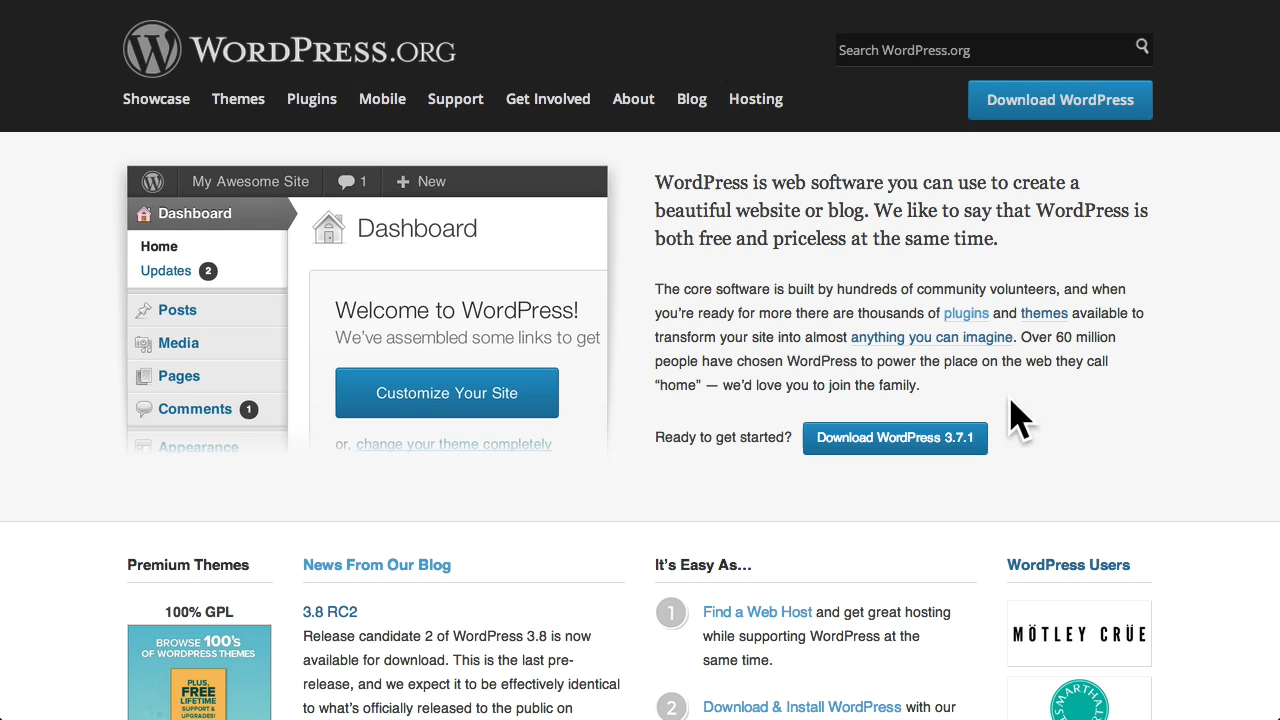 WORDPRESS.ORG
Search WordPress.org
Showcase Themes Plugins Mobile Support Get Involved About Blog Hosting
Download WordPress
My Awesome Site 1 + New
Dashboard
Home
Updates 2
Posts
Media
Pages
Comments 1
Appearance
Dashboard
Welcome to WordPress!
We've assembled some links to get
Customize Your Site
or, change your theme completely
WordPress is web software you can use to create a
beautiful website or blog. We like to say that WordPress is
both free and priceless at the same time.
The core software is built by hundreds of community volunteers, and when
you're ready for more there are thousands of plugins and themes available to
transform your site into almost anything you can imagine. Over 60 million
people have chosen WordPress to power the place on the web they call
“home” — we'd love you to join the family.
Ready to get started? Download WordPress 3.7.1
Premium Themes
100% GPL
BROWSE 100'S
OF WORDPRESS THEMES
PLUS,
FREE
LIFETIME
SUPPORT &
UPGRADES!
News From Our Blog
3.8 RC2
Release candidate 2 of WordPress 3.8 is now
available for download. This is the last pre-
release, and we expect it to be effectively identical
to what's officially released to the public on
It's Easy As…
1 Find a Web Host and get great hosting
while supporting WordPress at the
same time.
2 Download & Install WordPress with our
WordPress Users
MÖTLEY CRÜE